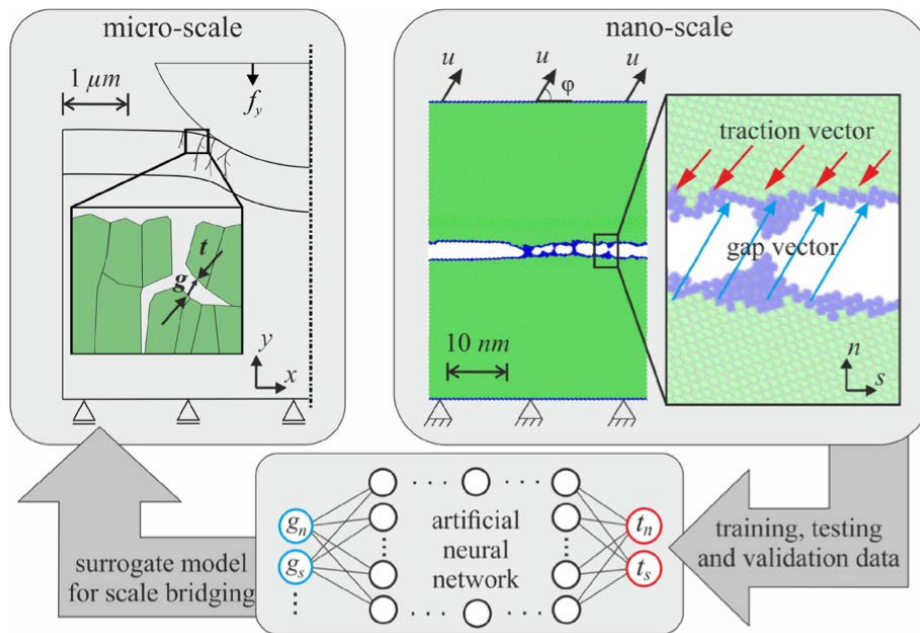 micro-scale
1 μm
f_y
t
g
y
x
nano-scale
u u u
φ
10 nm
traction vector
gap vector
n
s
g_n
g_s
artificial
neural
network
t_n
t_s
surrogate model
for scale bridging
training, testing
and validation data